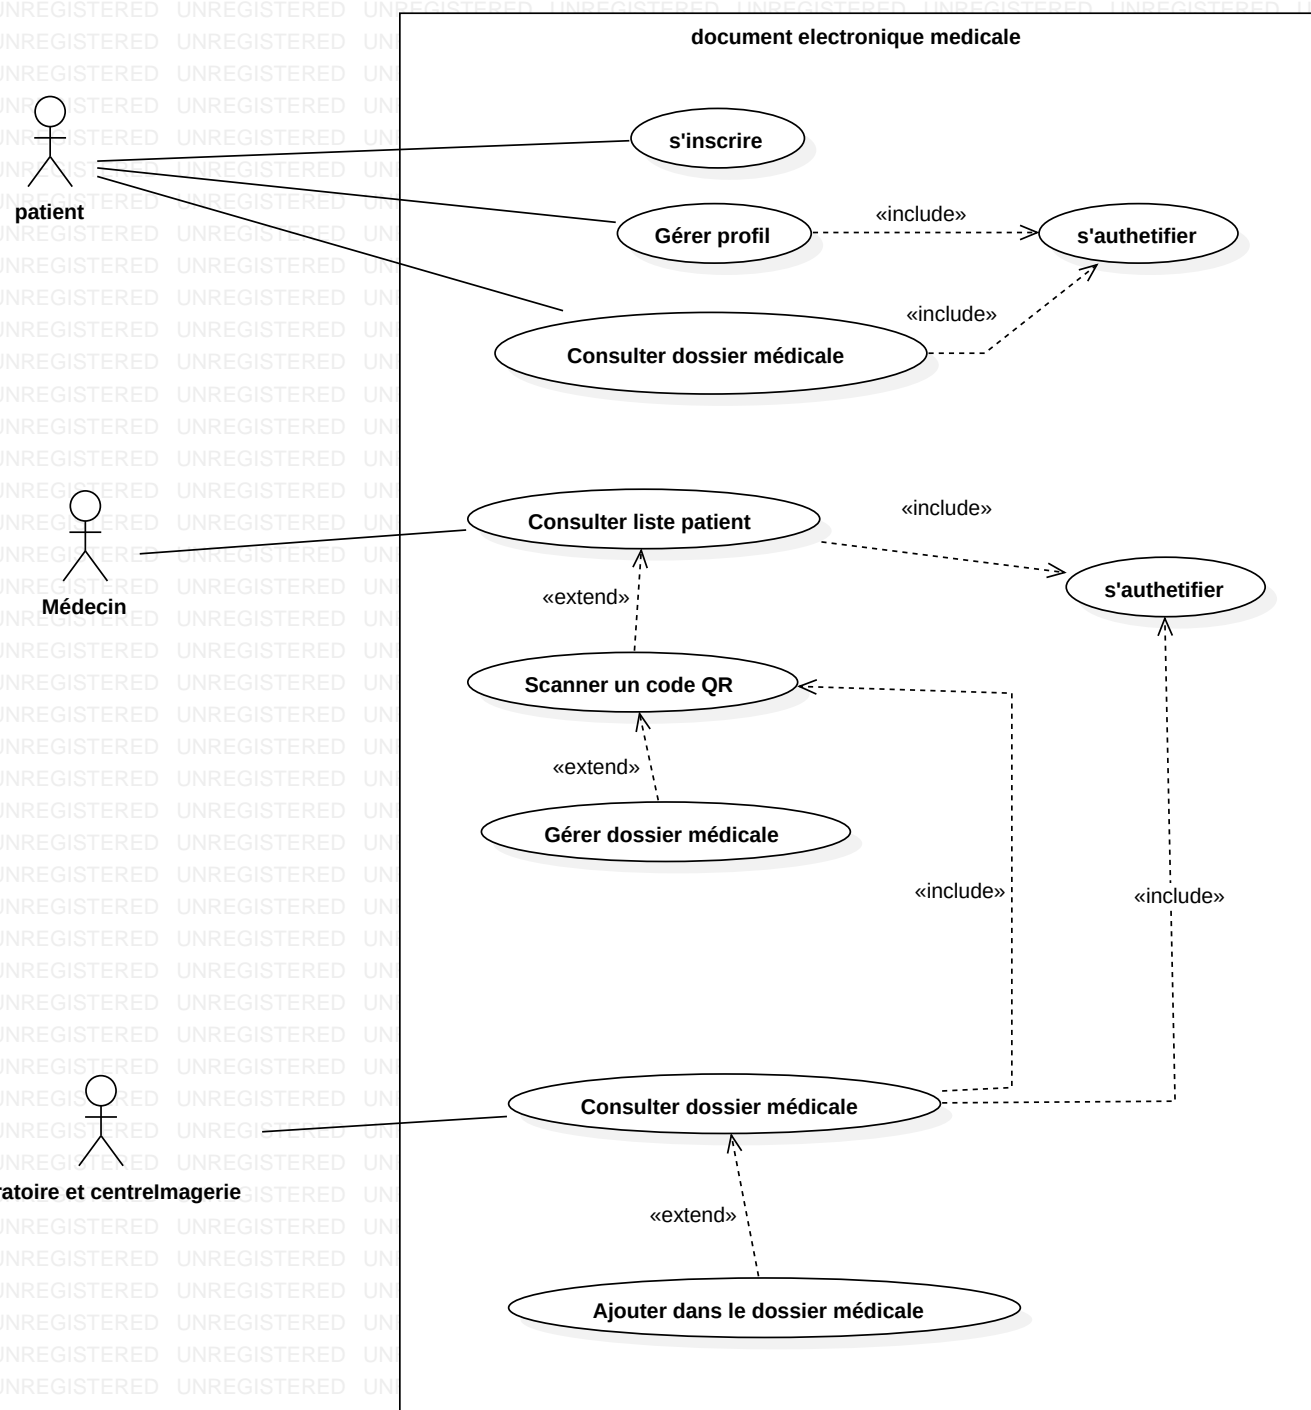 document electronique medicale
s'inscrire
patient
Gérer profil
«include»
s'authetifier
«include»
Consulter dossier médicale
Consulter liste patient
«include»
Médecin
s'authetifier
«extend»
Scanner un code QR
«extend»
Gérer dossier médicale
«include»
«include»
Consulter dossier médicale
ratoire et centreImagerie
«extend»
Ajouter dans le dossier médicale
UNREGISTERED